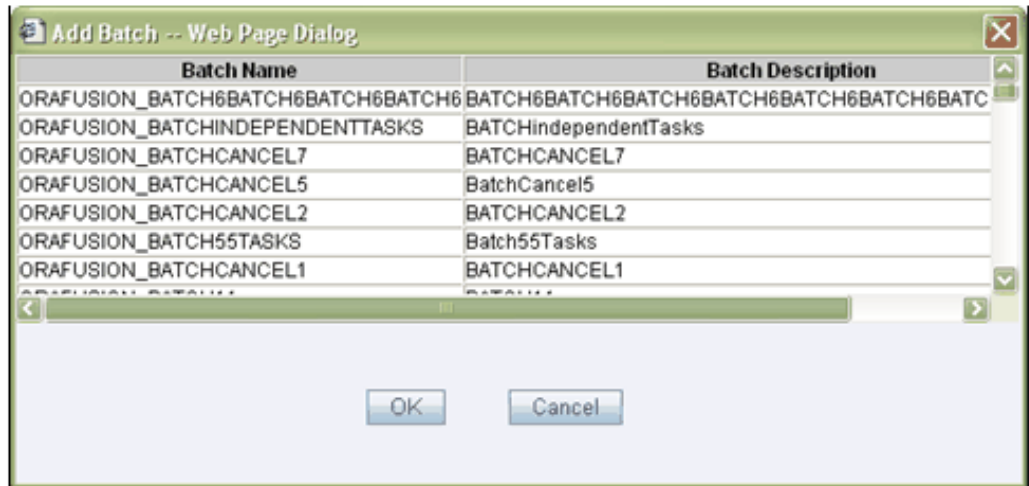 Add Batch -- Web Page Dialog
Batch Name Batch Description
ORAFUSION_BATCH6BATCH6BATCH6BATCH6 BATCH6BATCH6BATCH6BATCH6BATCH6BATCH6BATC
ORAFUSION_BATCHINDEPENDENTTASKS BATCHindependentTasks
ORAFUSION_BATCHCANCEL7 BATCHCANCEL7
ORAFUSION_BATCHCANCEL5 BatchCancel5
ORAFUSION_BATCHCANCEL2 BATCHCANCEL2
ORAFUSION_BATCH55TASKS Batch55Tasks
ORAFUSION_BATCHCANCEL1 BATCHCANCEL1
OK Cancel